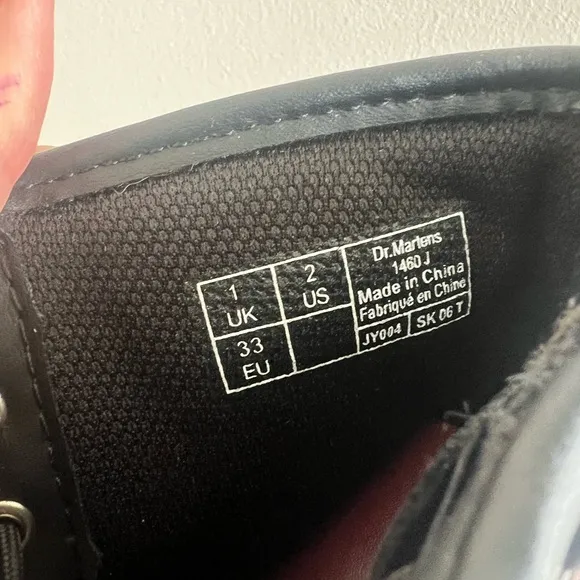 1
UK
2
US
33
EU
Dr.Martens
1460 J
Made in China
Fabriqué en Chine
JY004
SK 06 T